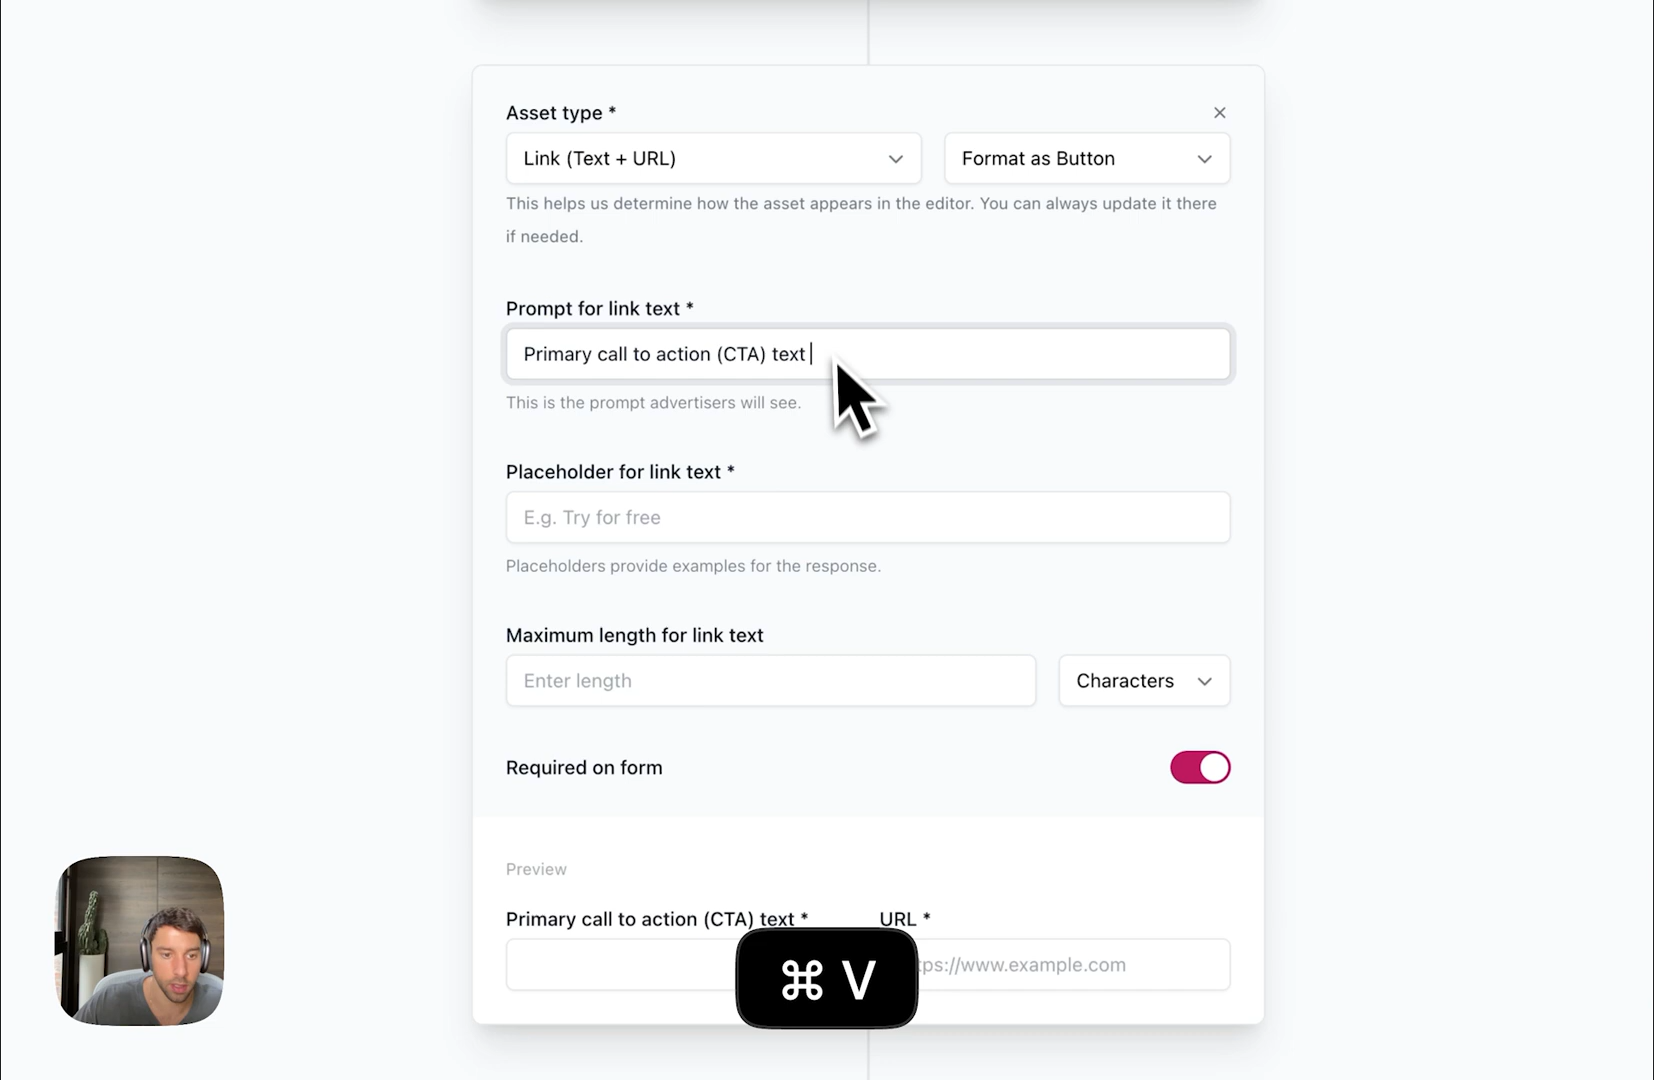 Asset type *
Link (Text + URL)
Format as Button
This helps us determine how the asset appears in the editor. You can always update it there
if needed.
Prompt for link text *
Primary call to action (CTA) text
This is the prompt advertisers will see.
Placeholder for link text *
E.g. Try for free
Placeholders provide examples for the response.
Maximum length for link text
Enter length
Characters
Required on form
Preview
Primary call to action (CTA) text *
URL *
tps://www.example.com
⌘ V